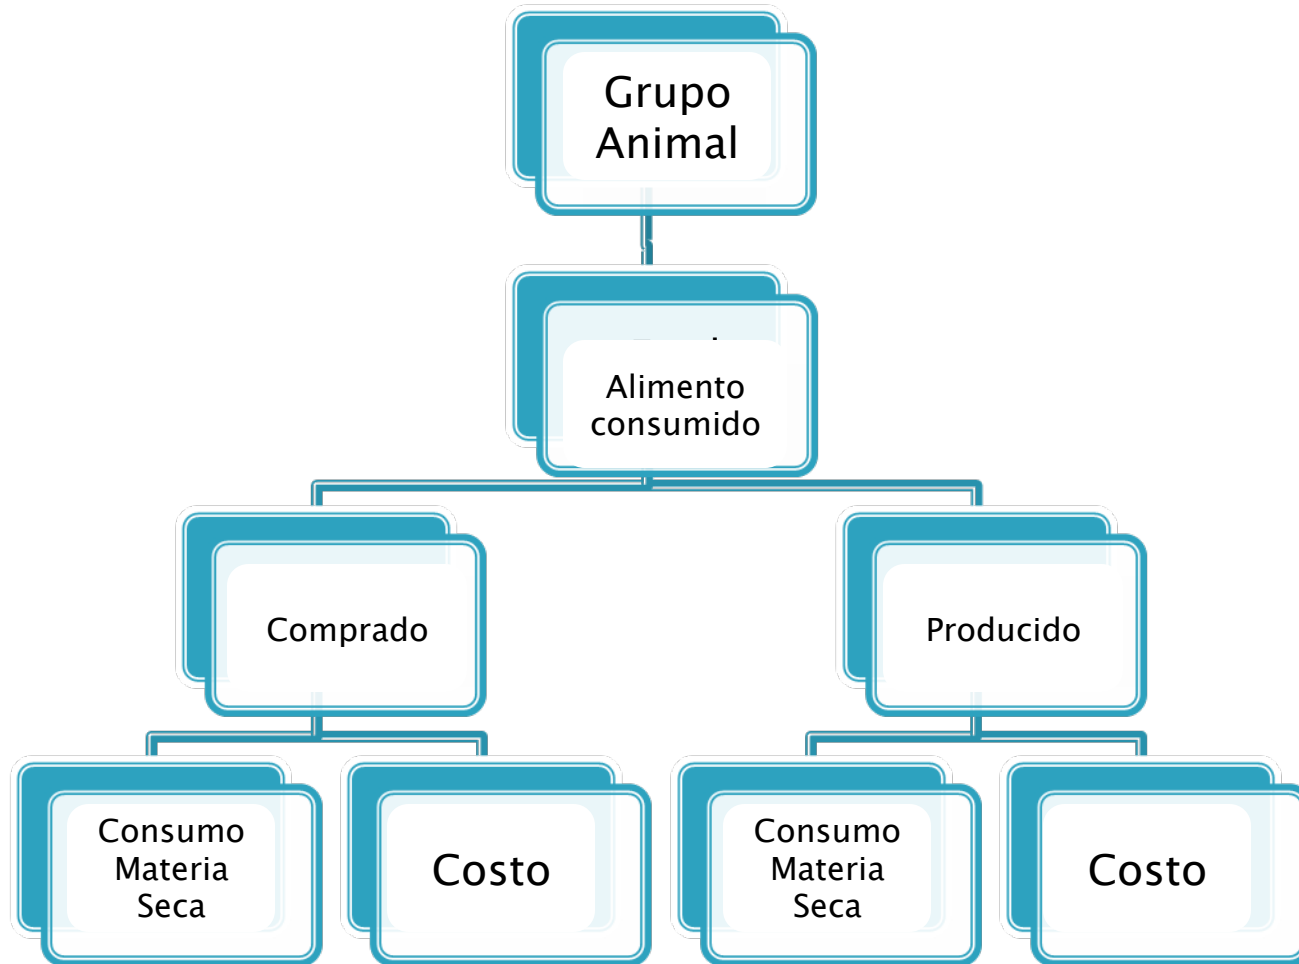 Grupo
Animal
Alimento
consumido
Comprado
Producido
Consumo
Materia
Seca
Costo
Consumo
Materia
Seca
Costo